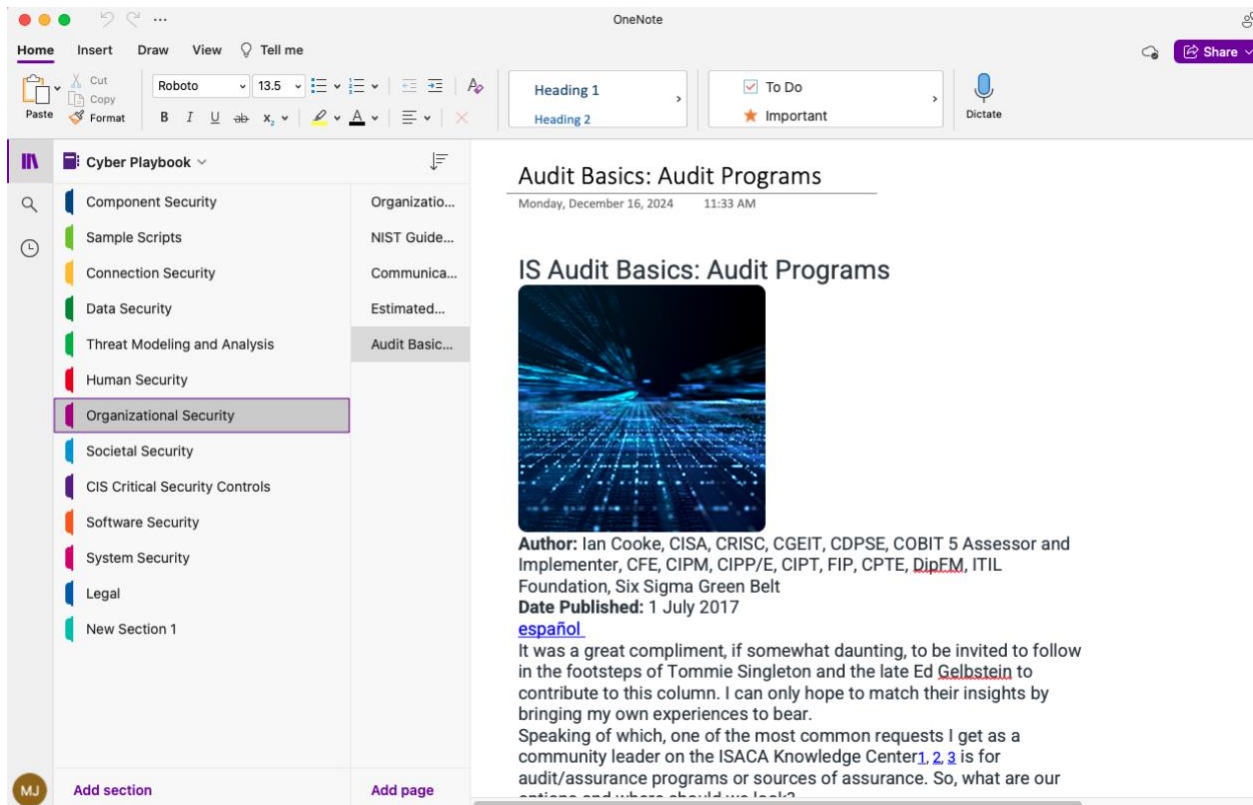 OneNote
Home Insert Draw View Tell me
Share
Paste
Cut
Copy
Format
Roboto 13.5
B I U ab x₂ A
Heading 1
Heading 2
To Do
Important
Dictate
Cyber Playbook
Component Security
Sample Scripts
Connection Security
Data Security
Threat Modeling and Analysis
Human Security
Organizational Security
Societal Security
CIS Critical Security Controls
Software Security
System Security
Legal
New Section 1
MJ
Add section
Organizatio...
NIST Guide...
Communica...
Estimated...
Audit Basic...
Add page
Audit Basics: Audit Programs
Monday, December 16, 2024 11:33 AM
IS Audit Basics: Audit Programs
Author: Ian Cooke, CISA, CRISC, CGEIT, CDPSE, COBIT 5 Assessor and
Implementer, CFE, CIPM, CIPP/E, CIPT, FIP, CPTE, DipFM, ITIL
Foundation, Six Sigma Green Belt
Date Published: 1 July 2017
español
It was a great compliment, if somewhat daunting, to be invited to follow
in the footsteps of Tommie Singleton and the late Ed Gelbstein to
contribute to this column. I can only hope to match their insights by
bringing my own experiences to bear.
Speaking of which, one of the most common requests I get as a
community leader on the ISACA Knowledge Center1, 2, 3 is for
audit/assurance programs or sources of assurance. So, what are our
options and where should we look?